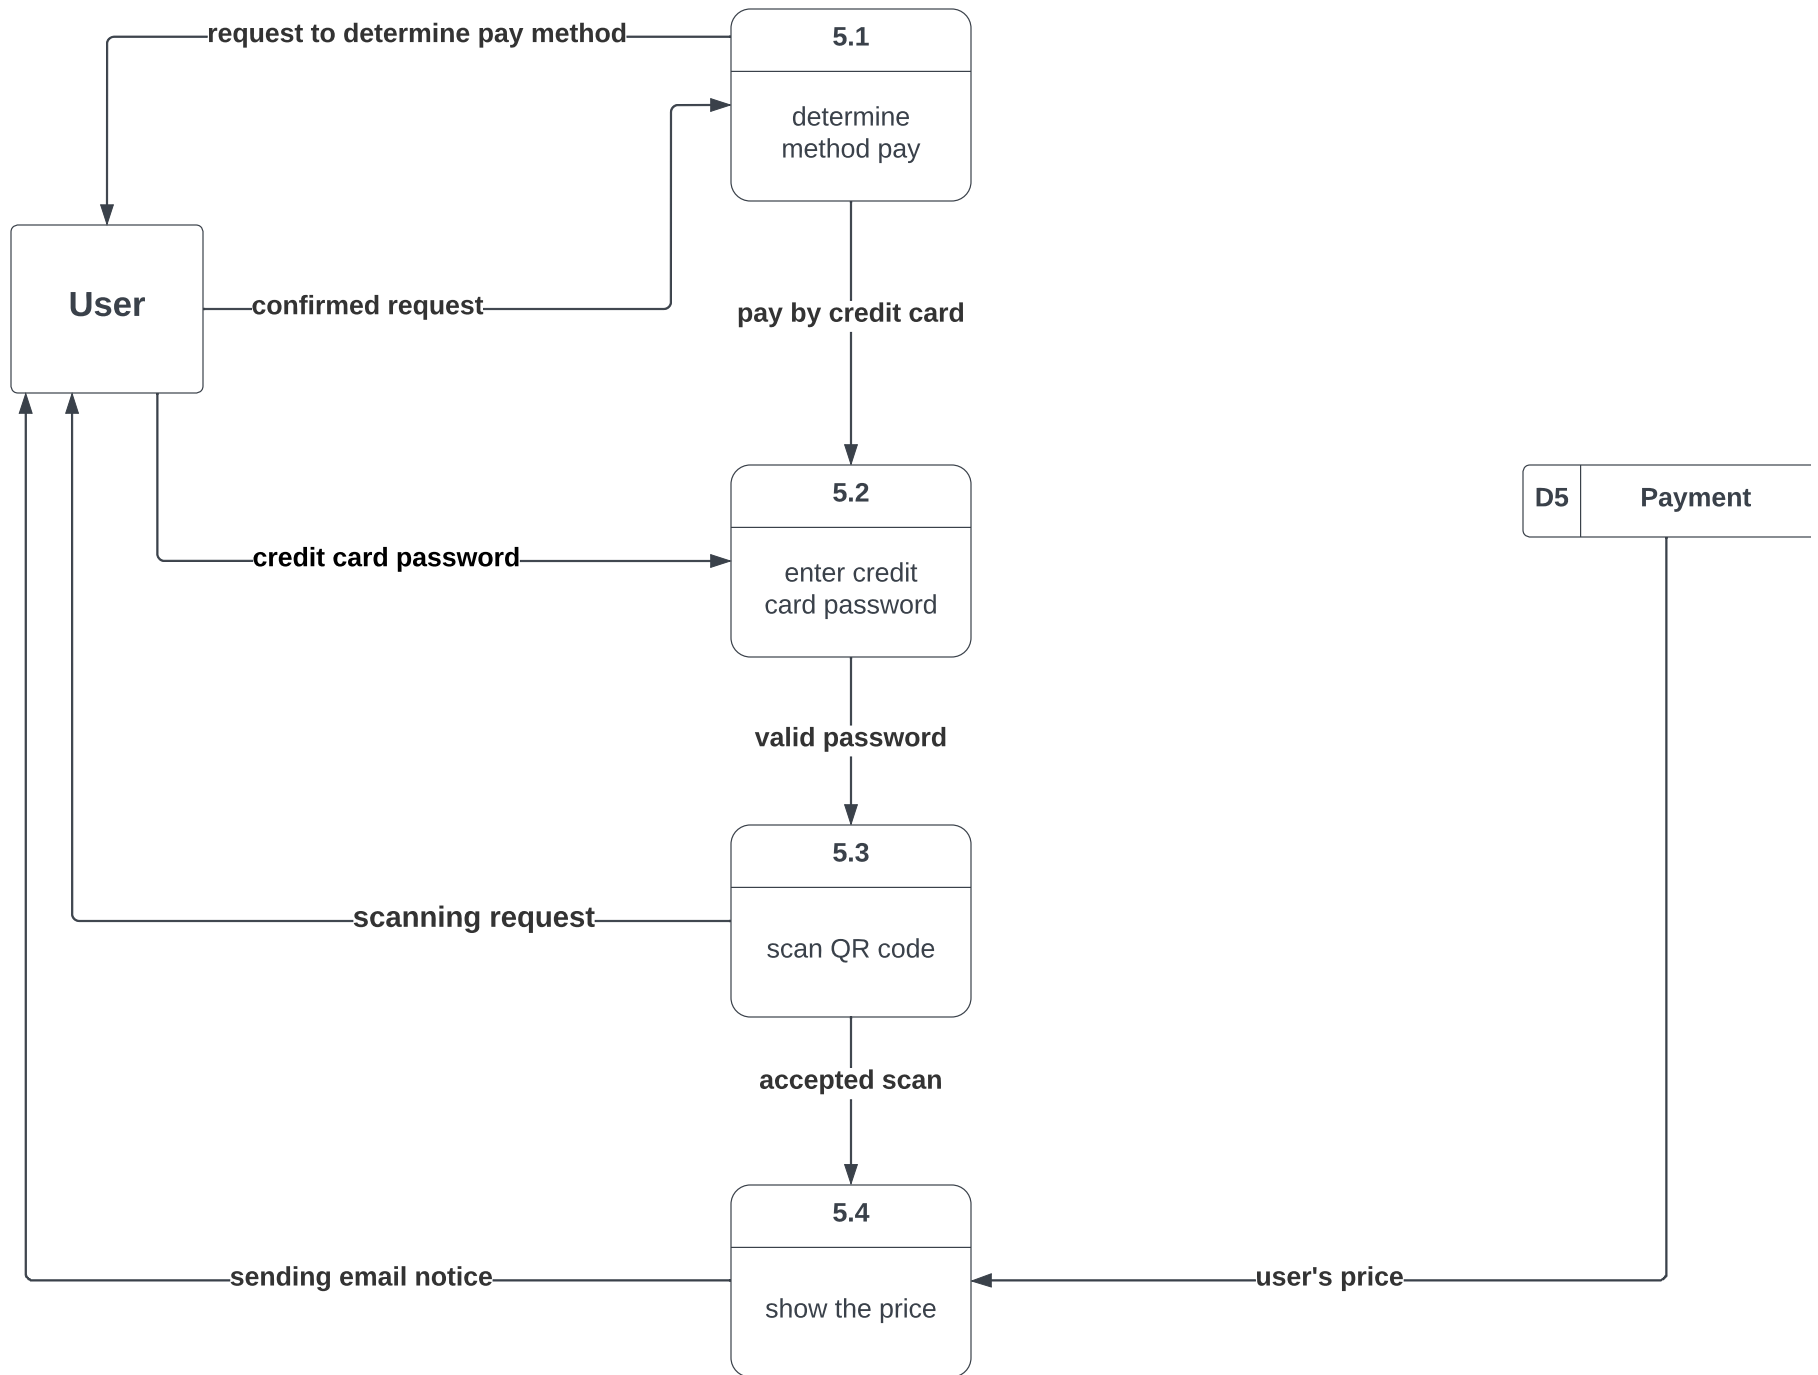 request to determine pay method
5.1
determine
method pay
User
confirmed request
pay by credit card
5.2
D5
Payment
credit card password
enter credit
card password
valid password
5.3
scanning request
scan QR code
accepted scan
5.4
sending email notice
user's price
show the price